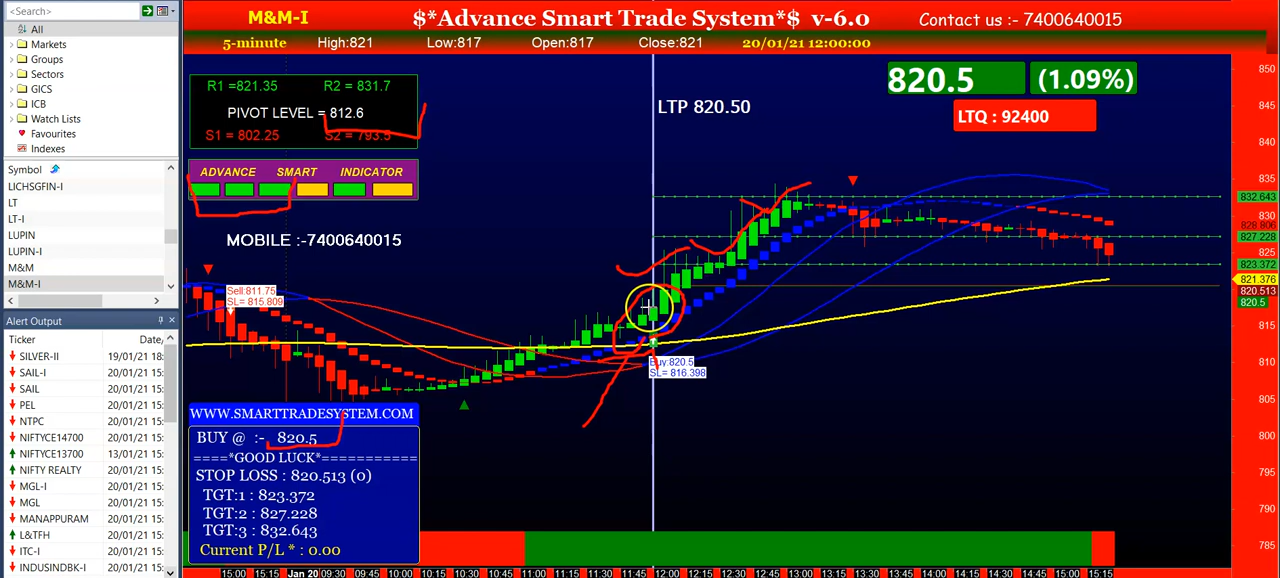 <Search>
M&M-I
$*Advance Smart Trade System*$ v-6.0
Contact us :- 7400640015
5-minute High:821 Low:817 Open:817 Close:821 20/01/21 12:00:00
All
Markets
Groups
Sectors
GICS
ICB
Watch Lists
Favourites
Indexes
Symbol
LICHSGFIN-I
LT
LT-I
LUPIN
LUPIN-I
M&M
M&M-I
Alert Output
Ticker Date/
SILVER-II 19/01/21 18:
SAIL-I 20/01/21 15:
SAIL 20/01/21 15:
PEL 20/01/21 15:
NTPC 20/01/21 15:
NIFTYCE14700 20/01/21 15:
NIFTYCE13700 13/01/21 15:
NIFTY REALTY 20/01/21 15:
MGL-I 20/01/21 15:
MGL 20/01/21 15:
MANAPPURAM 20/01/21 15:
L&TFH 20/01/21 15:
ITC-I 20/01/21 15:
INDUSINDBK-I 20/01/21 15:
R1 =821.35 R2 = 831.7
PIVOT LEVEL = 812.6
S1 = 802.25 S2 = 793.5
ADVANCE SMART INDICATOR
MOBILE :-7400640015
LTP 820.50
820.5 (1.09%)
LTQ : 92400
Sell:811.75
SL= 815.809
Buy:820.5
SL= 816.398
WWW.SMARTTRADESYSTEM.COM
BUY @ :- 820.5
====*GOOD LUCK*===========
STOP LOSS : 820.513 (0)
TGT:1 : 823.372
TGT:2 : 827.228
TGT:3 : 832.643
Current P/L * : 0.00
850
845
840
835
832.643
830
828.806
827.228
825
823.372
821.376
820.513
820.5
815
810
805
800
795
790
785
15:00 15:15 Jan 20 09:30 09:45 10:00 10:15 10:30 10:45 11:00 11:15 11:30 11:45 12:00 12:15 12:30 12:45 13:00 13:15 13:30 13:45 14:00 14:15 14:30 14:45 15:00 15:15